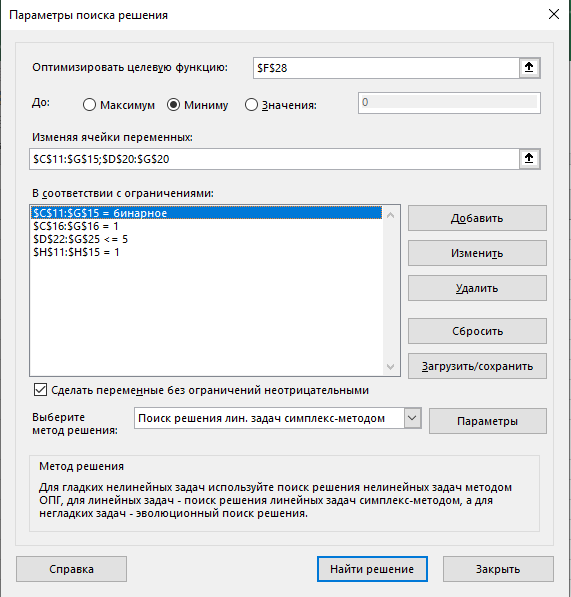 Параметры поиска решения
Оптимизировать целевую функцию:
$F$28
До:
Максимум
Миниму
Значения:
0
Изменяя ячейки переменных:
$C$11:$G$15;$D$20:$G$20
В соответствии с ограничениями:
$C$11:$G$15 = бинарное
$C$16:$G$16 = 1
$D$22:$G$25 <= 5
$H$11:$H$15 = 1
Добавить
Изменить
Удалить
Сбросить
Загрузить/сохранить
Сделать переменные без ограничений неотрицательными
Выберите
метод решения:
Поиск решения лин. задач симплекс-методом
Параметры
Метод решения
Для гладких нелинейных задач используйте поиск решения нелинейных задач методом
ОПГ, для линейных задач - поиск решения линейных задач симплекс-методом, а для
негладких задач - эволюционный поиск решения.
Справка
Найти решение
Закрыть